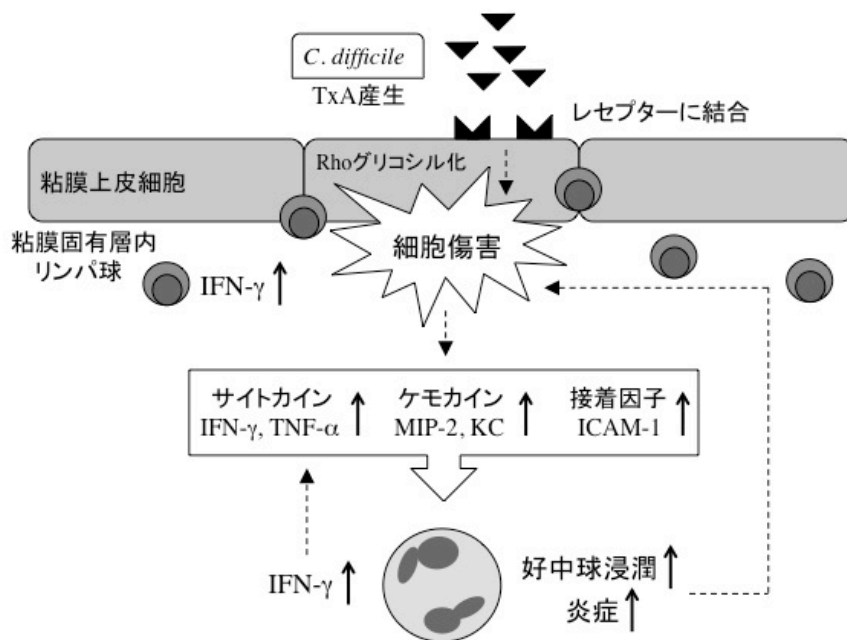 C. difficile
TxA産生
レセプターに結合
Rhoグリコシル化
粘膜上皮細胞
細胞傷害
粘膜固有層内
リンパ球
IFN-γ
サイトカイン
IFN-γ, TNF-α
ケモカイン
MIP-2, KC
接着因子
ICAM-1
IFN-γ
好中球浸潤
炎症